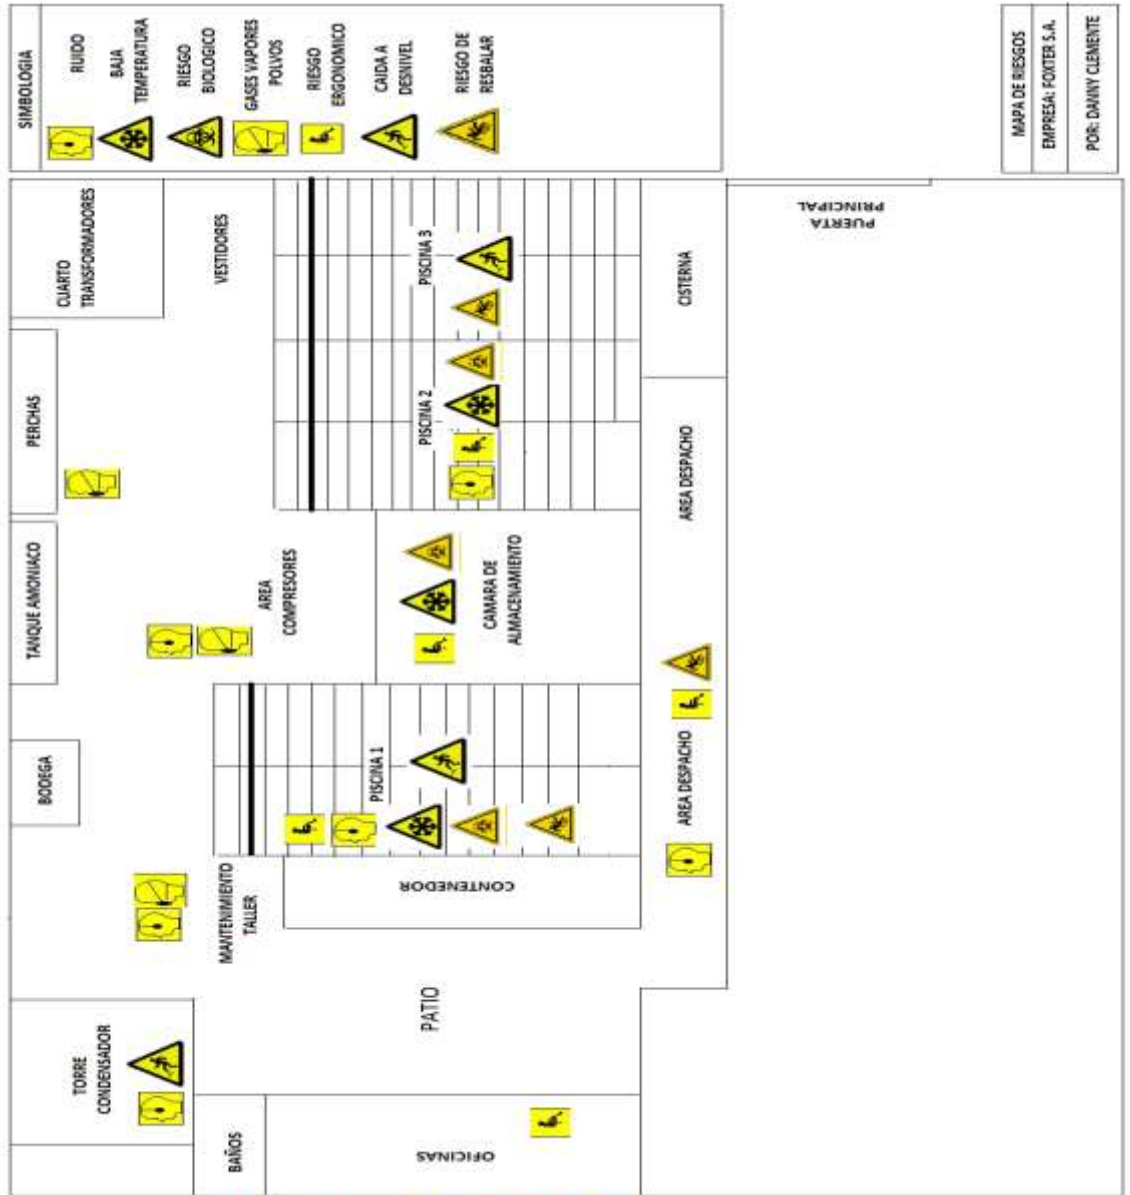 SIMBOLOGIA
RUIDO
BAJA
TEMPERATURA
RIESGO
BIOLOGICO
GASES VAPORES
POLVOS
RIESGO
ERGONOMICO
CAIDA A
DESNIVEL
RIESGO DE
RESBALAR
MAPA DE RIESGOS
EMPRESA: FOXTER S.A.
POR: DANNY CLEMENTE
TORRE
CONDENSADOR
BODEGA
TANQUE AMONIACO
PERCHAS
CUARTO
TRANSFORMADORES
BAÑOS
MANTENIMIENTO
TALLER
AREA
COMPRESORES
VESTIDORES
OFICINAS
PATIO
CONTENEDOR
PISCINA 1
CAMARA DE
ALMACENAMIENTO
PISCINA 2
PISCINA 3
AREA DESPACHO
AREA DESPACHO
CISTERNA
PUERTA
PRINCIPAL